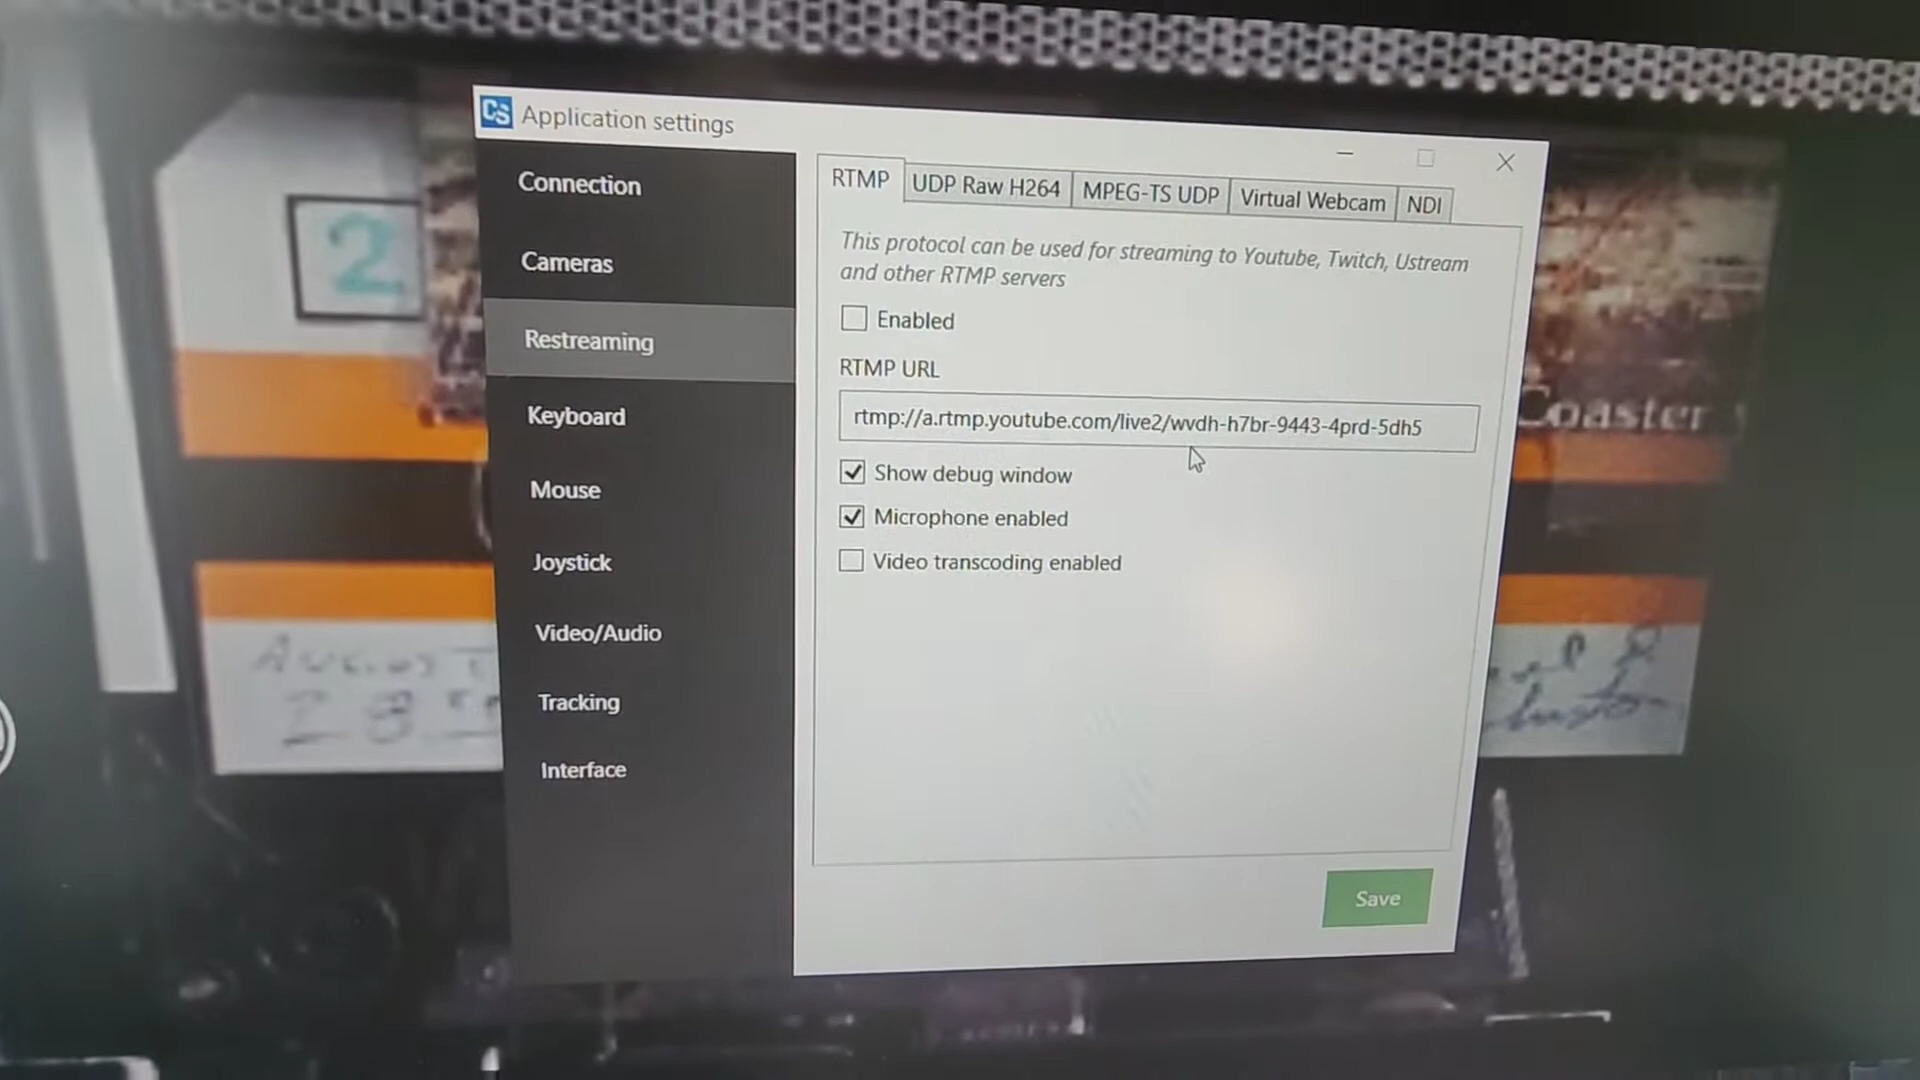 CS Application settings
Connection
Cameras
Restreaming
Keyboard
Mouse
Joystick
Video/Audio
Tracking
Interface
RTMP UDP Raw H264 MPEG-TS UDP Virtual Webcam NDI
This protocol can be used for streaming to Youtube, Twitch, Ustream
and other RTMP servers
Enabled
RTMP URL
rtmp://a.rtmp.youtube.com/live2/wvdh-h7br-9443-4prd-5dh5
Show debug window
Microphone enabled
Video transcoding enabled
Save
2
Coaster
28